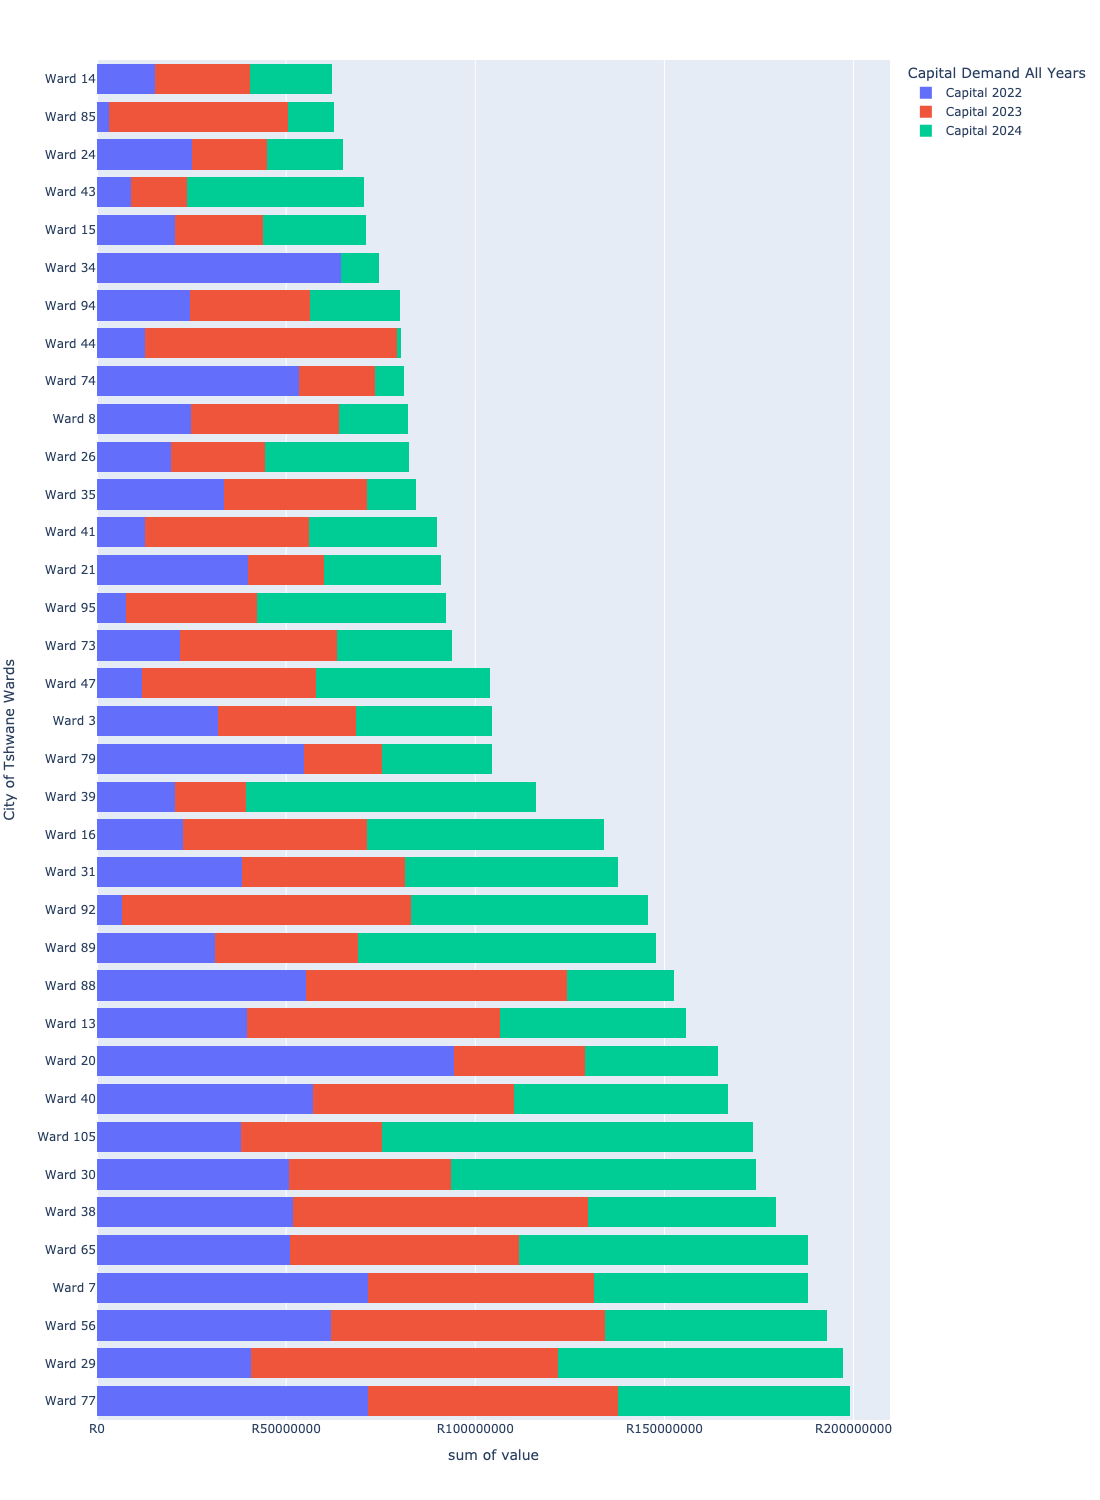 Capital Demand All Years
Capital 2022
Capital 2023
Capital 2024
City of Tshwane Wards
Ward 14
Ward 85
Ward 24
Ward 43
Ward 15
Ward 34
Ward 94
Ward 44
Ward 74
Ward 8
Ward 26
Ward 35
Ward 41
Ward 21
Ward 95
Ward 73
Ward 47
Ward 3
Ward 79
Ward 39
Ward 16
Ward 31
Ward 92
Ward 89
Ward 88
Ward 13
Ward 20
Ward 40
Ward 105
Ward 30
Ward 38
Ward 65
Ward 7
Ward 56
Ward 29
Ward 77
R0 R50000000 R100000000 R150000000 R200000000
sum of value